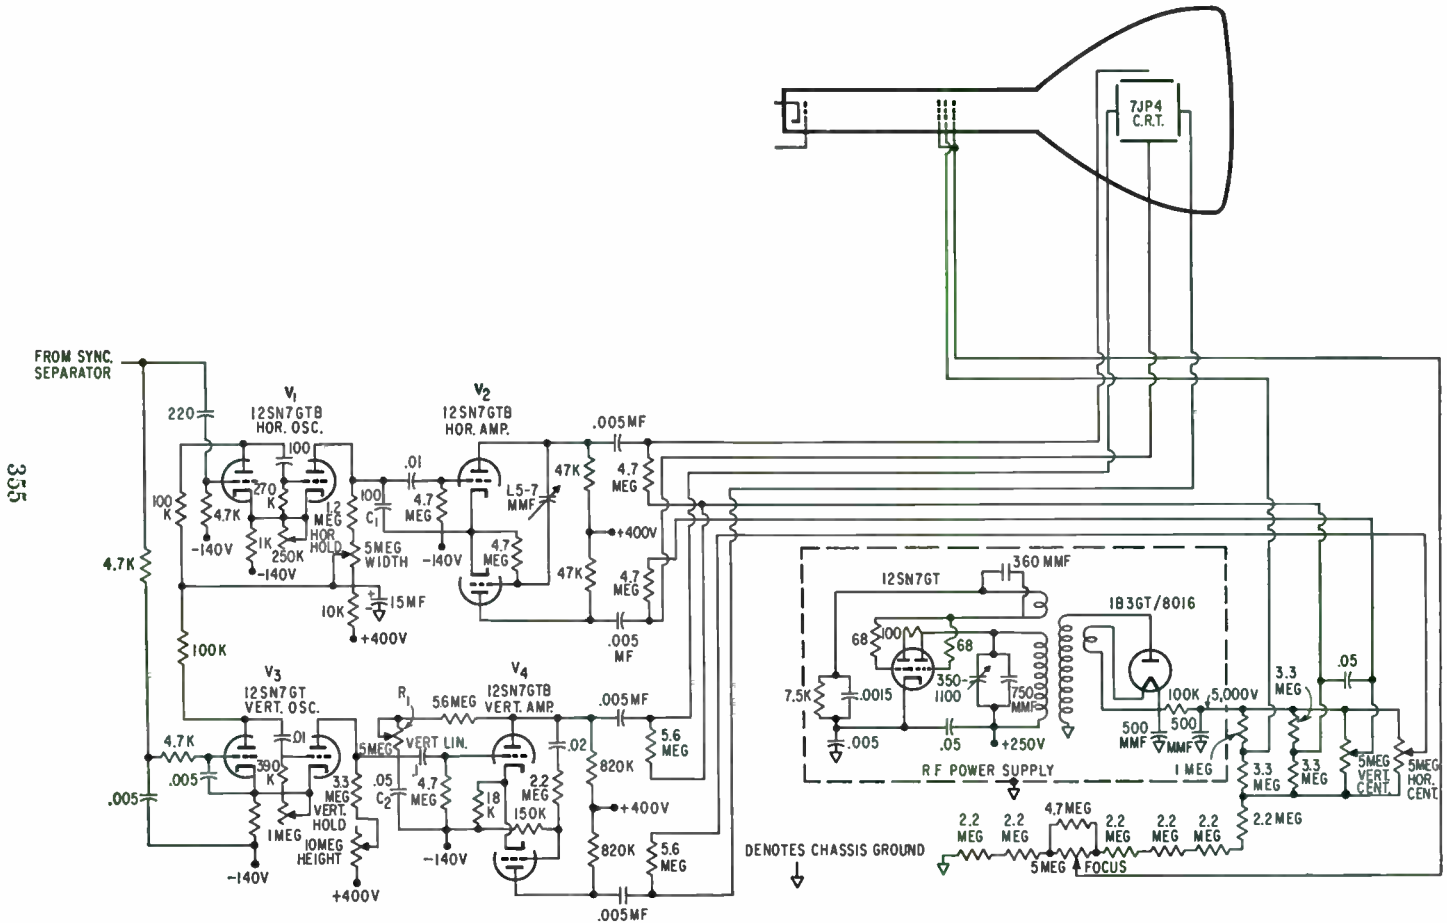 7JP4
C.R.T.
FROM SYNC.
SEPARATOR
355
220
V1
12SN7GTB
HOR. OSC.
100
270
K
100
K
4.7K
-140V
1K
250K
-140V
1.2
MEG
HOR
HOLD
5MEG
WIDTH
100
C1
.01
4.7
MEG
-140V
10K
+400V
15MF
+
V2
12SN7GTB
HOR. AMP.
4.7
MEG
L5-7
MMF
47K
+400V
47K
.005MF
4.7
MEG
4.7
MEG
.005
MF
4.7K
100K
V3
12SN7GT
VERT. OSC.
4.7K
.005
.005
.01
390
K
1MEG
-140V
3.3
MEG
VERT.
HOLD
10MEG
HEIGHT
+400V
R1
5MEG
VERT LIN.
5.6MEG
.05
C2
.1
4.7
MEG
-140V
V4
12SN7GTB
VERT. AMP.
18
K
2.2
MEG
150K
.02
820K
+400V
820K
.005MF
5.6
MEG
5.6
MEG
.005MF
360 MMF
12SN7GT
68
100
68
7.5K
.0015
.005
.05
350-
1100
750
MMF
+250V
RF POWER SUPPLY
1B3GT/8016
100K
5,000V
500
MMF
500
MMF
1 MEG
3.3
MEG
.05
3.3
MEG
3.3
MEG
5MEG
VERT
CENT.
5MEG
HOR.
CENT.
2.2MEG
DENOTES CHASSIS GROUND
2.2
MEG
2.2
MEG
4.7MEG
5MEG
FOCUS
2.2
MEG
2.2
MEG
2.2
MEG